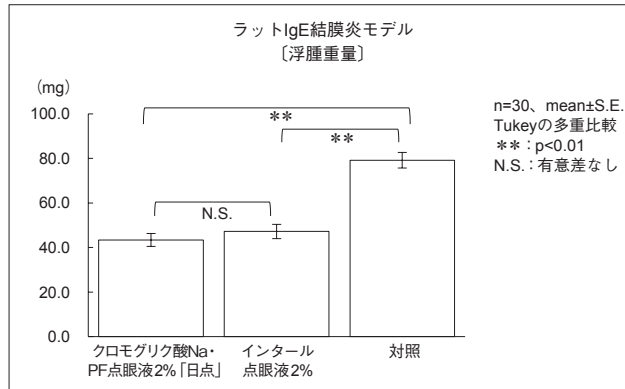 ラットIgE結膜炎モデル
〔浮腫重量〕
(mg)
100.0
80.0
60.0
40.0
20.0
0.0
**
**
N.S.
n=30、mean±S.E.
Tukeyの多重比較
**：p<0.01
N.S.：有意差なし
クロモグリク酸Na・
PF点眼液2%「日点」
インタール
点眼液2%
対照